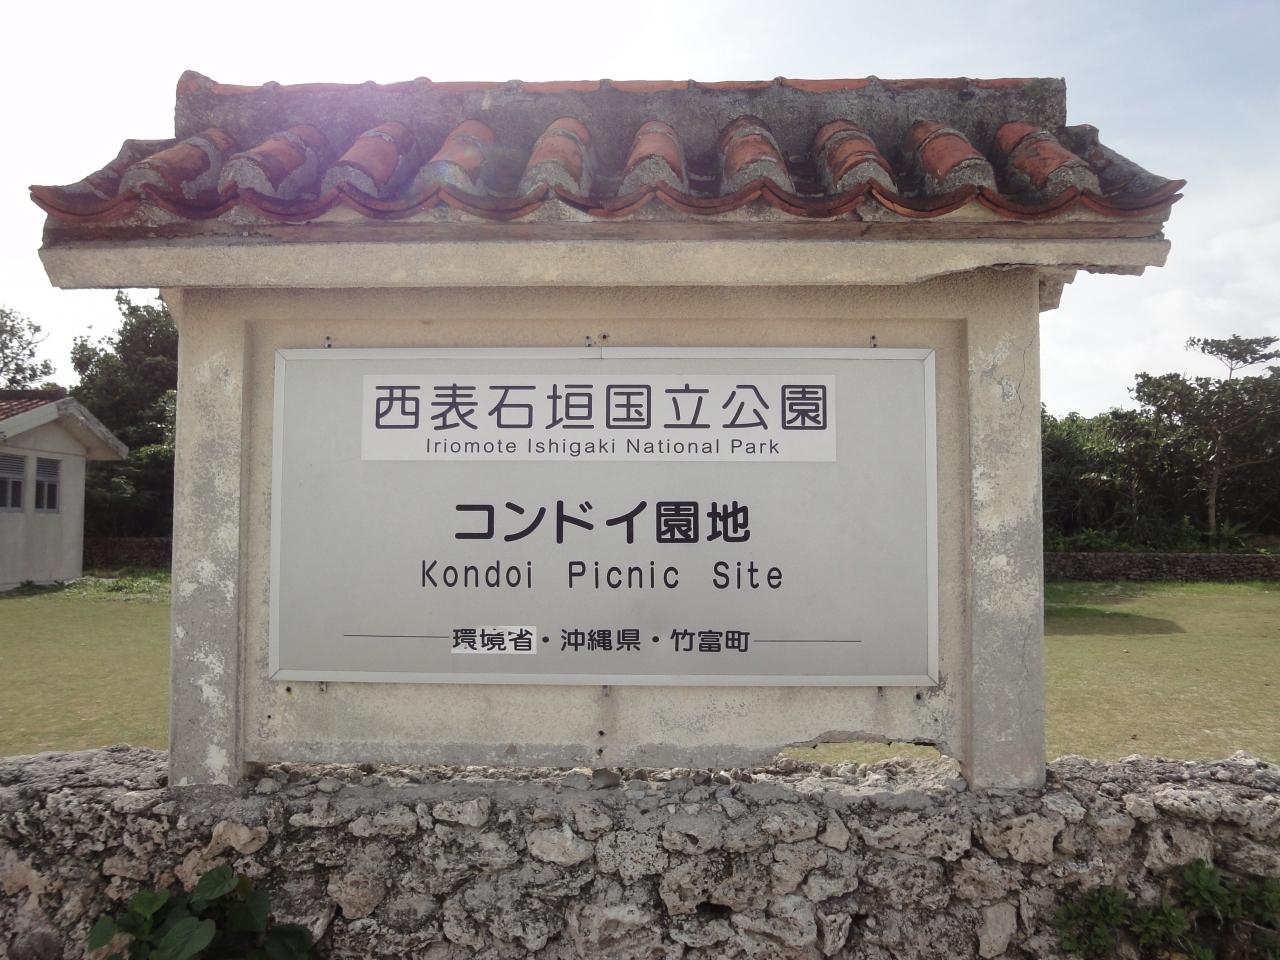 西表石垣国立公園
Iriomote Ishigaki National Park
コンドイ園地
Kondoi Picnic Site
環境省・沖縄県・竹富町